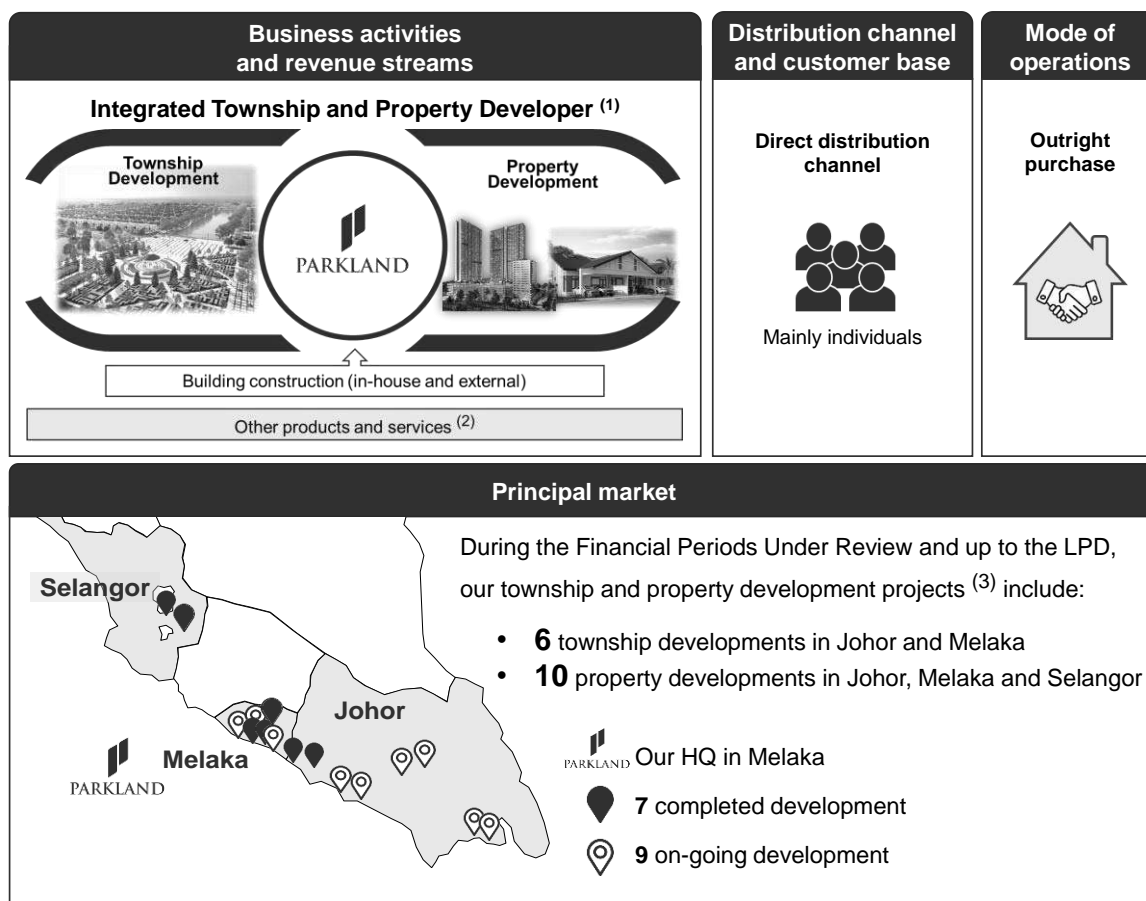 Business activities
and revenue streams
Integrated Township and Property Developer (1)
Township
Development
Property
Development
PARKLAND
Building construction (in-house and external)
Other products and services (2)
Distribution channel
and customer base
Direct distribution
channel
Mainly individuals
Mode of
operations
Outright
purchase
Principal market
Selangor
Johor
Melaka
PARKLAND
During the Financial Periods Under Review and up to the LPD,
our township and property development projects (3) include:
• 6 township developments in Johor and Melaka
• 10 property developments in Johor, Melaka and Selangor
PARKLAND Our HQ in Melaka
7 completed development
9 on-going development